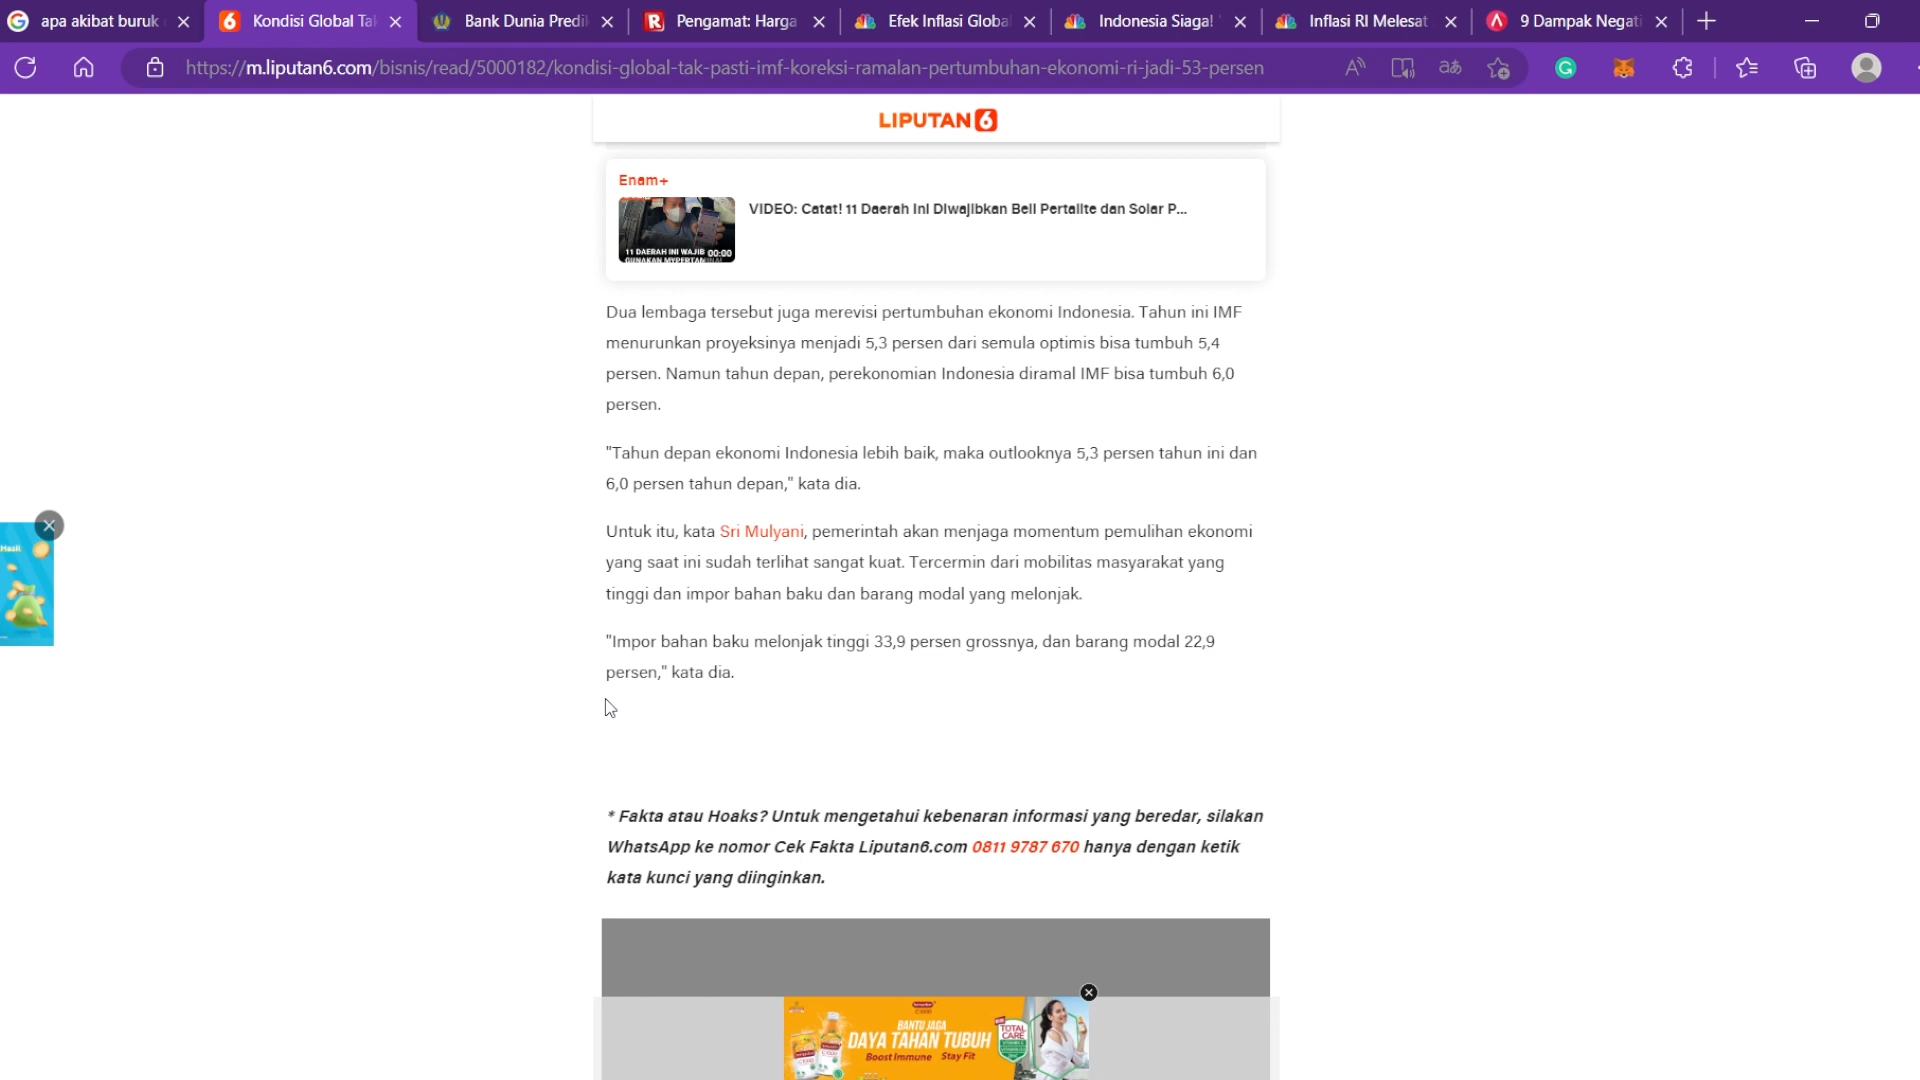 apa akibat buruk
Kondisi Global Tak
Bank Dunia Predik
Pengamat: Harga
Efek Inflasi Global
Indonesia Siaga!
Inflasi RI Melesat
9 Dampak Negati
https://m.liputan6.com/bisnis/read/5000182/kondisi-global-tak-pasti-imf-koreksi-ramalan-pertumbuhan-ekonomi-ri-jadi-53-persen
LIPUTAN6
Enam+
VIDEO: Catat! 11 Daerah Ini Diwajibkan Beli Pertalite dan Solar P...
11 DAERAH INI WAJIB
00:00
GUNAKAN MYPERTAMINA
Dua lembaga tersebut juga merevisi pertumbuhan ekonomi Indonesia. Tahun ini IMF
menurunkan proyeksinya menjadi 5,3 persen dari semula optimis bisa tumbuh 5,4
persen. Namun tahun depan, perekonomian Indonesia diramal IMF bisa tumbuh 6,0
persen.
"Tahun depan ekonomi Indonesia lebih baik, maka outlooknya 5,3 persen tahun ini dan
6,0 persen tahun depan," kata dia.
Untuk itu, kata Sri Mulyani, pemerintah akan menjaga momentum pemulihan ekonomi
yang saat ini sudah terlihat sangat kuat. Tercermin dari mobilitas masyarakat yang
tinggi dan impor bahan baku dan barang modal yang melonjak.
Hasil
"Impor bahan baku melonjak tinggi 33,9 persen grossnya, dan barang modal 22,9
persen," kata dia.
* Fakta atau Hoaks? Untuk mengetahui kebenaran informasi yang beredar, silakan
WhatsApp ke nomor Cek Fakta Liputan6.com 0811 9787 670 hanya dengan ketik
kata kunci yang diinginkan.
BANTU JAGA
DAYA TAHAN TUBUH
Boost Immune Stay Fit
TOTAL
CARE